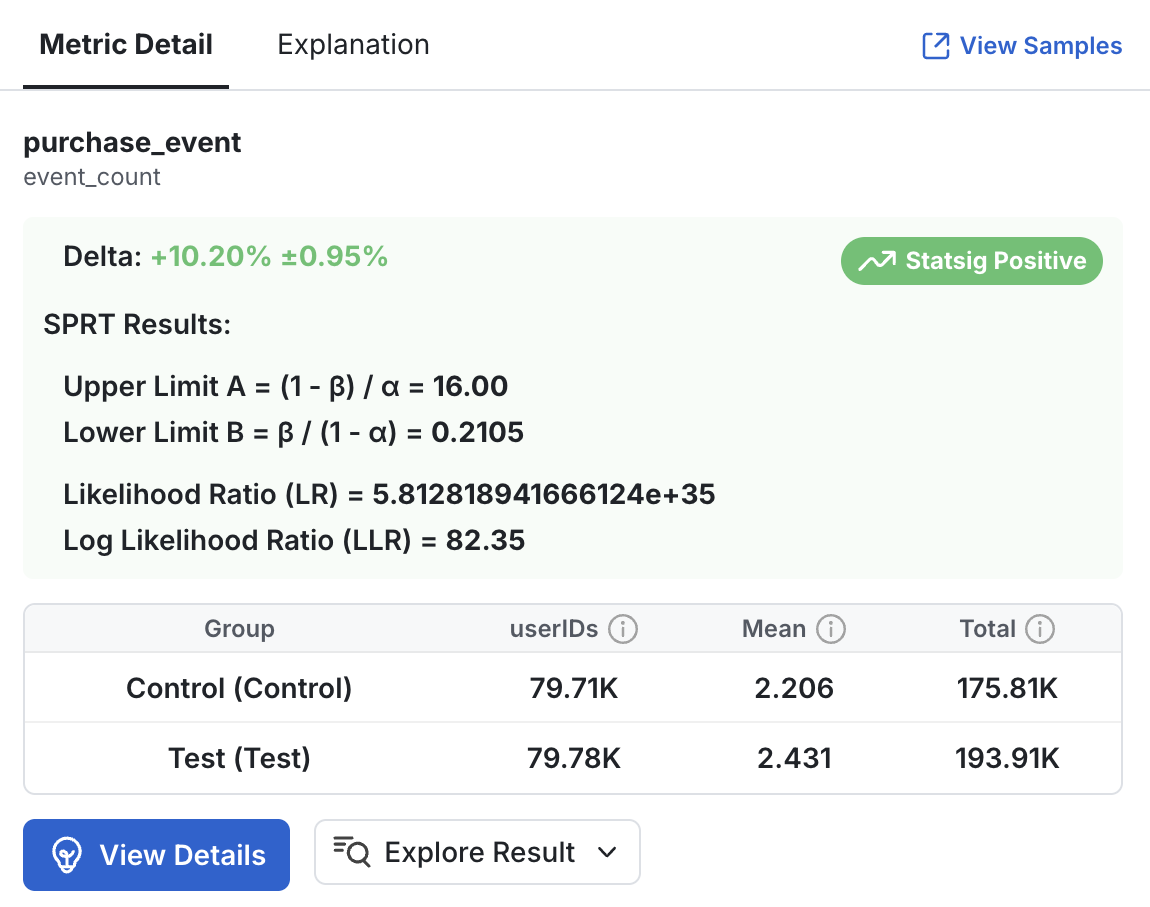 Metric Detail Explanation View Samples
purchase_event
event_count
Delta: +10.20% ±0.95% Statsig Positive
SPRT Results:
Upper Limit A = (1 - β) / α = 16.00
Lower Limit B = β / (1 - α) = 0.2105
Likelihood Ratio (LR) = 5.812818941666124e+35
Log Likelihood Ratio (LLR) = 82.35
Group userIDs Mean Total
Control (Control) 79.71K 2.206 175.81K
Test (Test) 79.78K 2.431 193.91K
View Details Explore Result